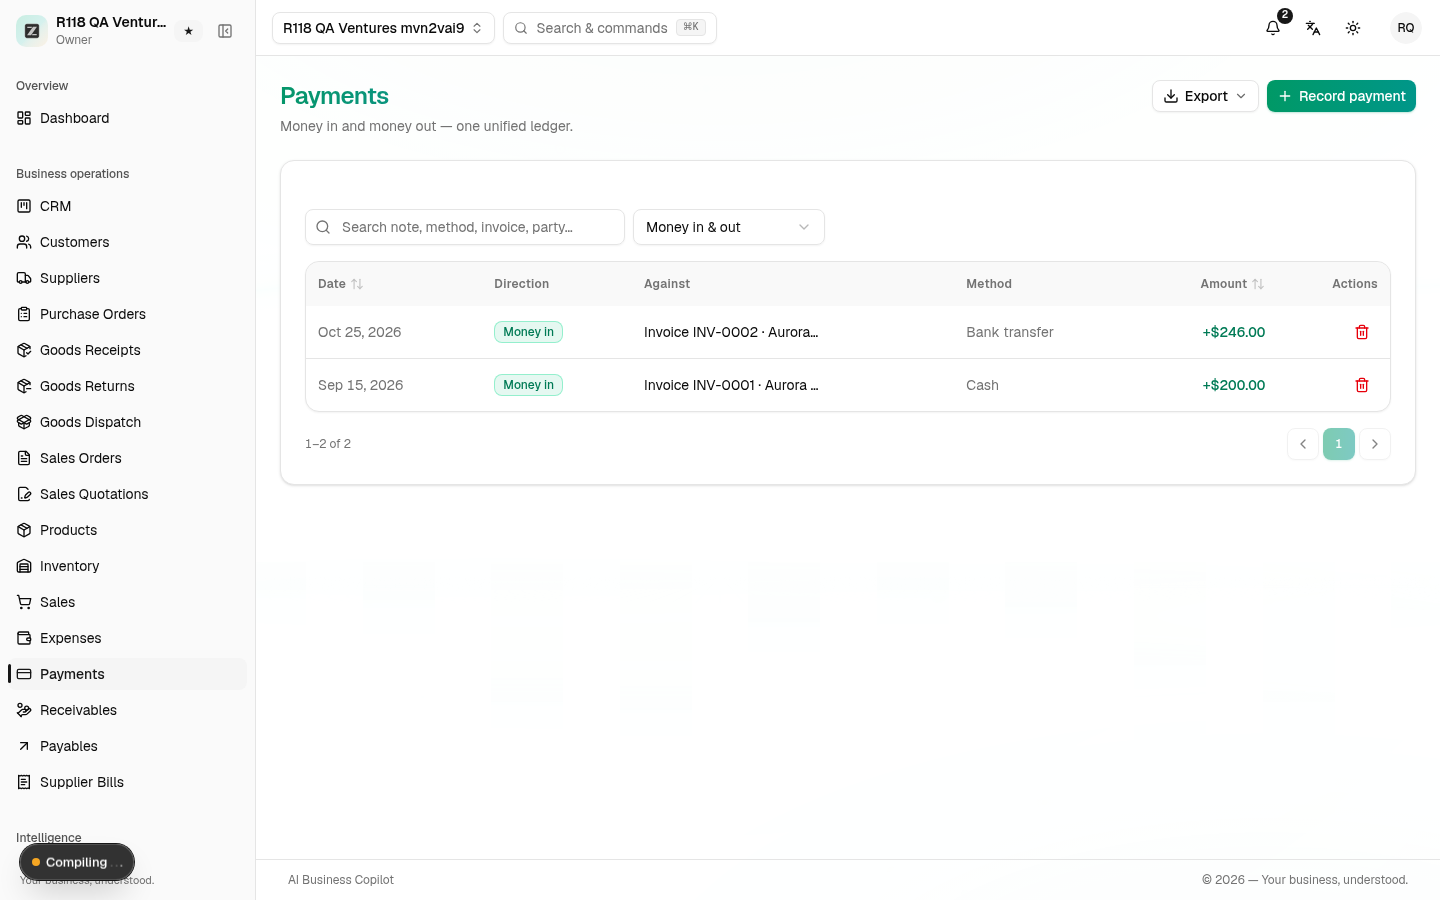 R118 QA Ventur...
Owner
★
R118 QA Ventures mvn2vai9
Search & commands
⌘K
2
RQ
Overview
Dashboard
Business operations
CRM
Customers
Suppliers
Purchase Orders
Goods Receipts
Goods Returns
Goods Dispatch
Sales Orders
Sales Quotations
Products
Inventory
Sales
Expenses
Payments
Receivables
Payables
Supplier Bills
Intelligence
Compiling ...
Your business, understood.
Payments
Money in and money out — one unified ledger.
Export
Record payment
Search note, method, invoice, party...
Money in & out
Date Direction Against Method Amount Actions
Oct 25, 2026 Money in Invoice INV-0002 · Aurora... Bank transfer +$246.00
Sep 15, 2026 Money in Invoice INV-0001 · Aurora ... Cash +$200.00
1–2 of 2
1
AI Business Copilot
© 2026 — Your business, understood.